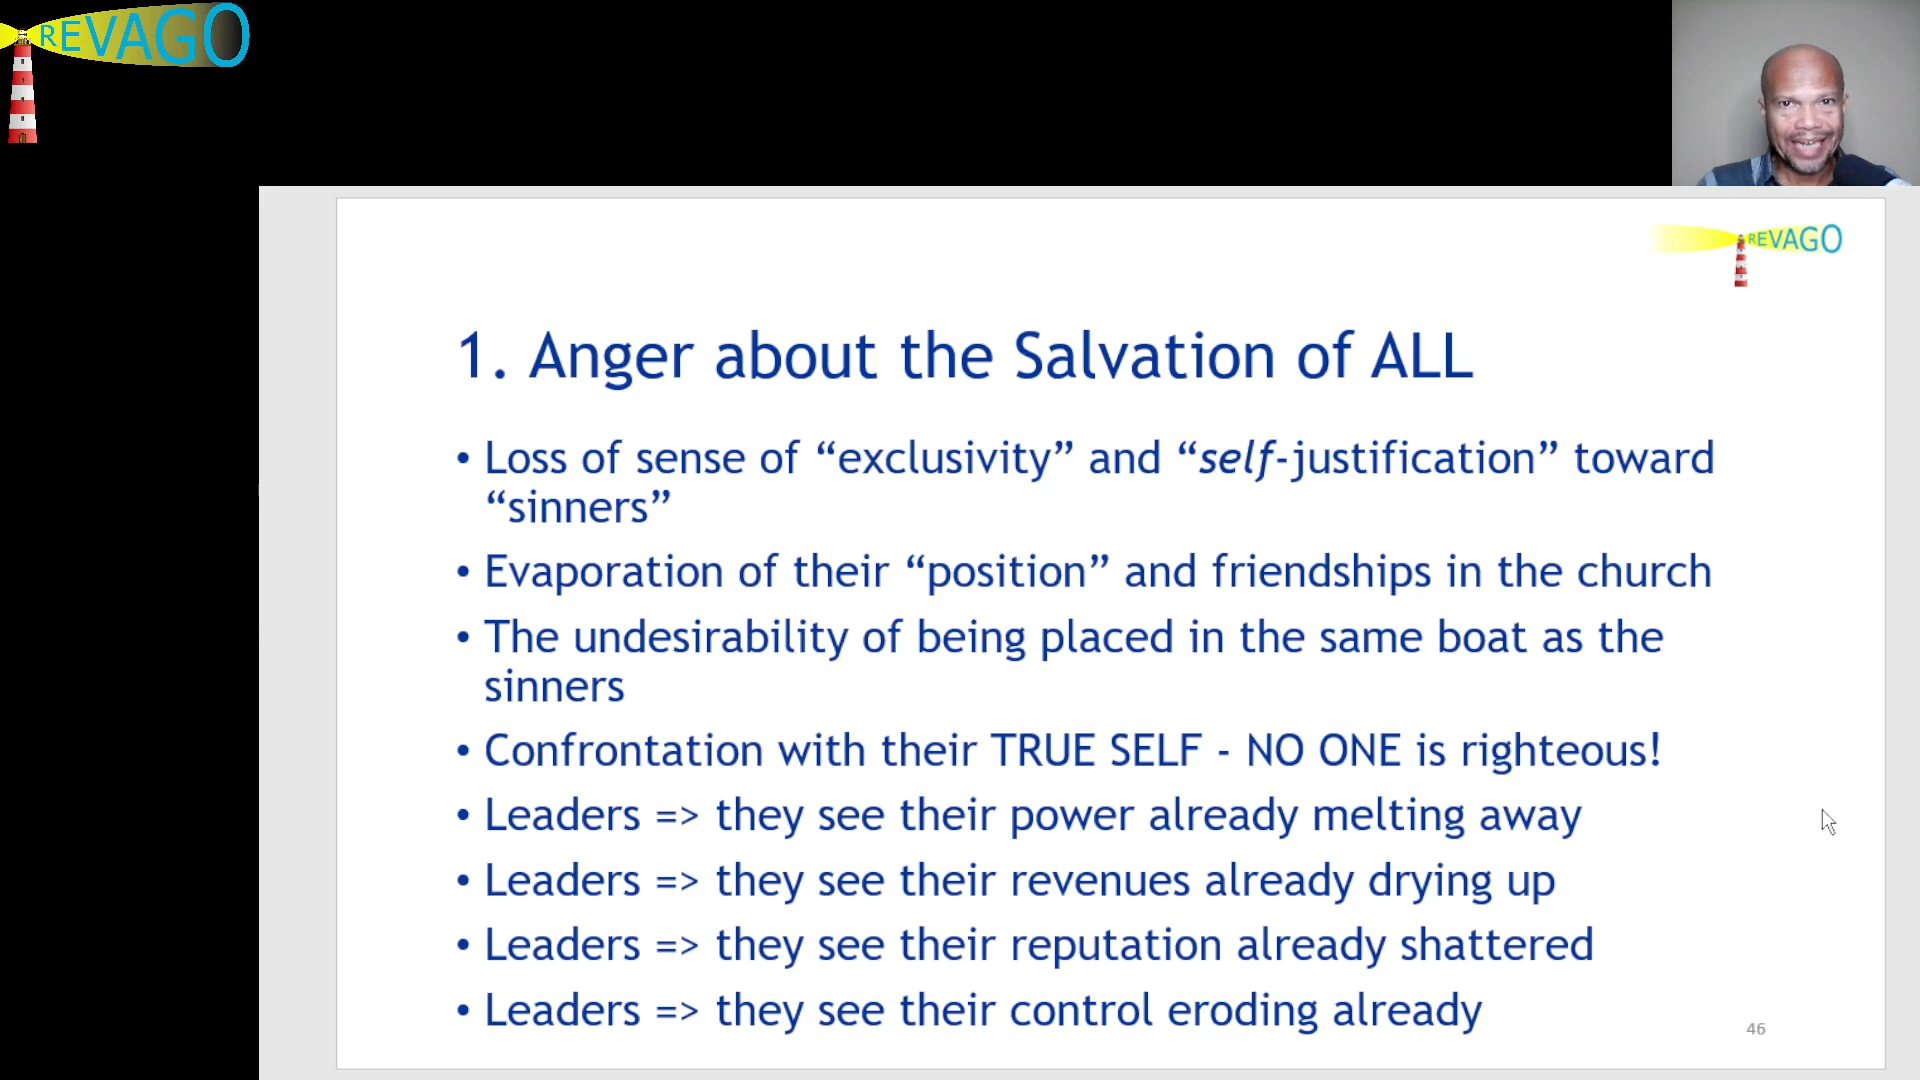 REVAGO
REVAGO
1. Anger about the Salvation of ALL
• Loss of sense of “exclusivity” and “self-justification” toward
“sinners”
• Evaporation of their “position” and friendships in the church
• The undesirability of being placed in the same boat as the
sinners
• Confrontation with their TRUE SELF - NO ONE is righteous!
• Leaders => they see their power already melting away
• Leaders => they see their revenues already drying up
• Leaders => they see their reputation already shattered
• Leaders => they see their control eroding already
46